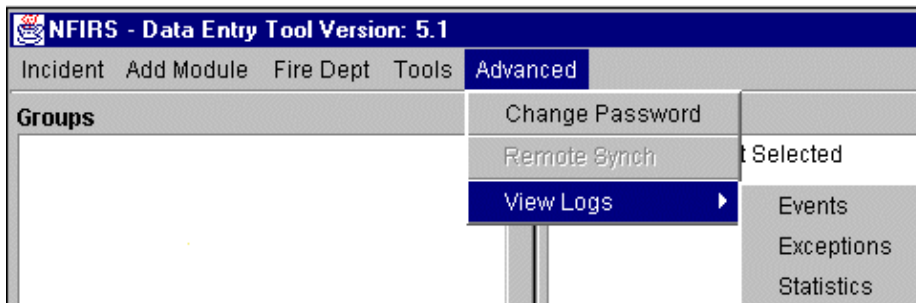 NFIRS - Data Entry Tool Version: 5.1
Incident Add Module Fire Dept Tools Advanced
Groups
Change Password
Remote Synch
t Selected
View Logs
Events
Exceptions
Statistics